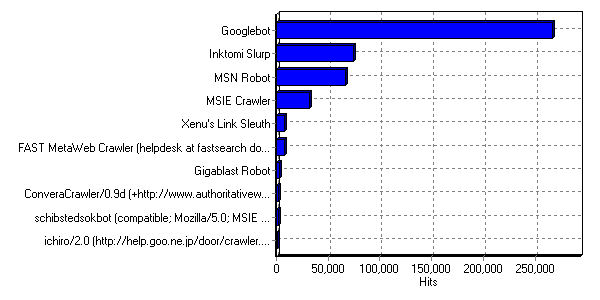 Googlebot
Inktomi Slurp
MSN Robot
MSIE Crawler
Xenu's Link Sleuth
FAST MetaWeb Crawler (helpdesk at fastsearch do...
Gigablast Robot
ConveraCrawler/0.9d (+http://www.authoritativew...
schibstedsokbot (compatible; Mozilla/5.0; MSIE ...
ichiro/2.0 (http://help.goo.ne.jp/door/crawler....
0 50,000 100,000 150,000 200,000 250,000
Hits